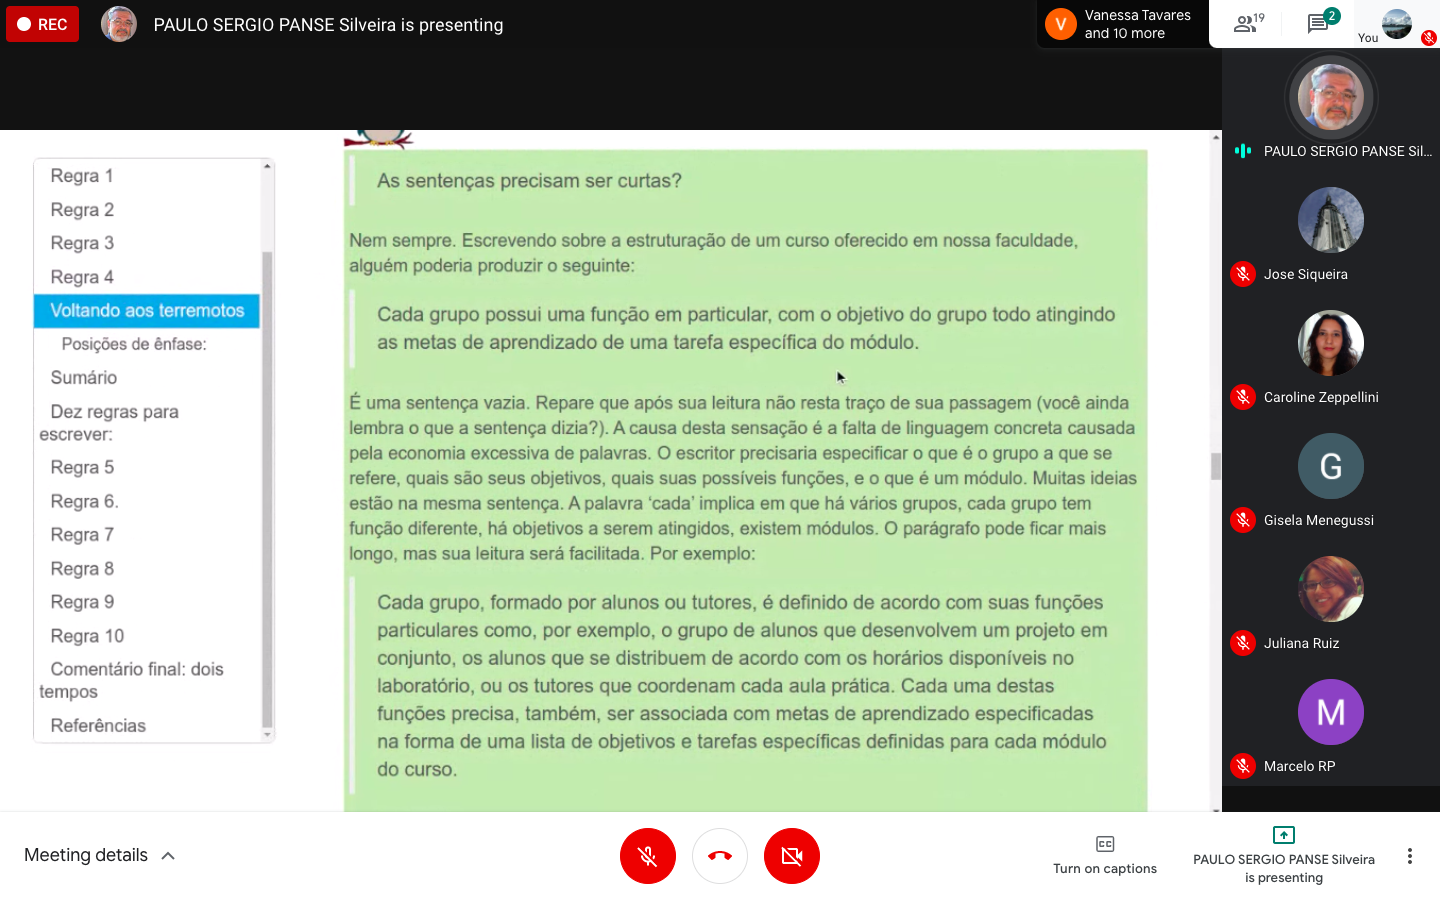 REC
PAULO SERGIO PANSE Silveira is presenting
V
Vanessa Tavares
and 10 more
19
2
You
Regra 1
Regra 2
Regra 3
Regra 4
Voltando aos terremotos
Posições de ênfase:
Sumário
Dez regras para
escrever:
Regra 5
Regra 6.
Regra 7
Regra 8
Regra 9
Regra 10
Comentário final: dois
tempos
Referências
As sentenças precisam ser curtas?
Nem sempre. Escrevendo sobre a estruturação de um curso oferecido em nossa faculdade,
alguém poderia produzir o seguinte:
Cada grupo possui uma função em particular, com o objetivo do grupo todo atingindo
as metas de aprendizado de uma tarefa específica do módulo.
É uma sentença vazia. Repare que após sua leitura não resta traço de sua passagem (você ainda
lembra o que a sentença dizia?). A causa desta sensação é a falta de linguagem concreta causada
pela economia excessiva de palavras. O escritor precisaria especificar o que é o grupo a que se
refere, quais são seus objetivos, quais suas possíveis funções, e o que é um módulo. Muitas ideias
estão na mesma sentença. A palavra ‘cada’ implica em que há vários grupos, cada grupo tem
função diferente, há objetivos a serem atingidos, existem módulos. O parágrafo pode ficar mais
longo, mas sua leitura será facilitada. Por exemplo:
Cada grupo, formado por alunos ou tutores, é definido de acordo com suas funções
particulares como, por exemplo, o grupo de alunos que desenvolvem um projeto em
conjunto, os alunos que se distribuem de acordo com os horários disponíveis no
laboratório, ou os tutores que coordenam cada aula prática. Cada uma destas
funções precisa, também, ser associada com metas de aprendizado especificadas
na forma de uma lista de objetivos e tarefas específicas definidas para cada módulo
do curso.
PAULO SERGIO PANSE Sil...
Jose Siqueira
Caroline Zeppellini
G
Gisela Menegussi
Juliana Ruiz
M
Marcelo RP
Meeting details
CC
Turn on captions
PAULO SERGIO PANSE Silveira
is presenting